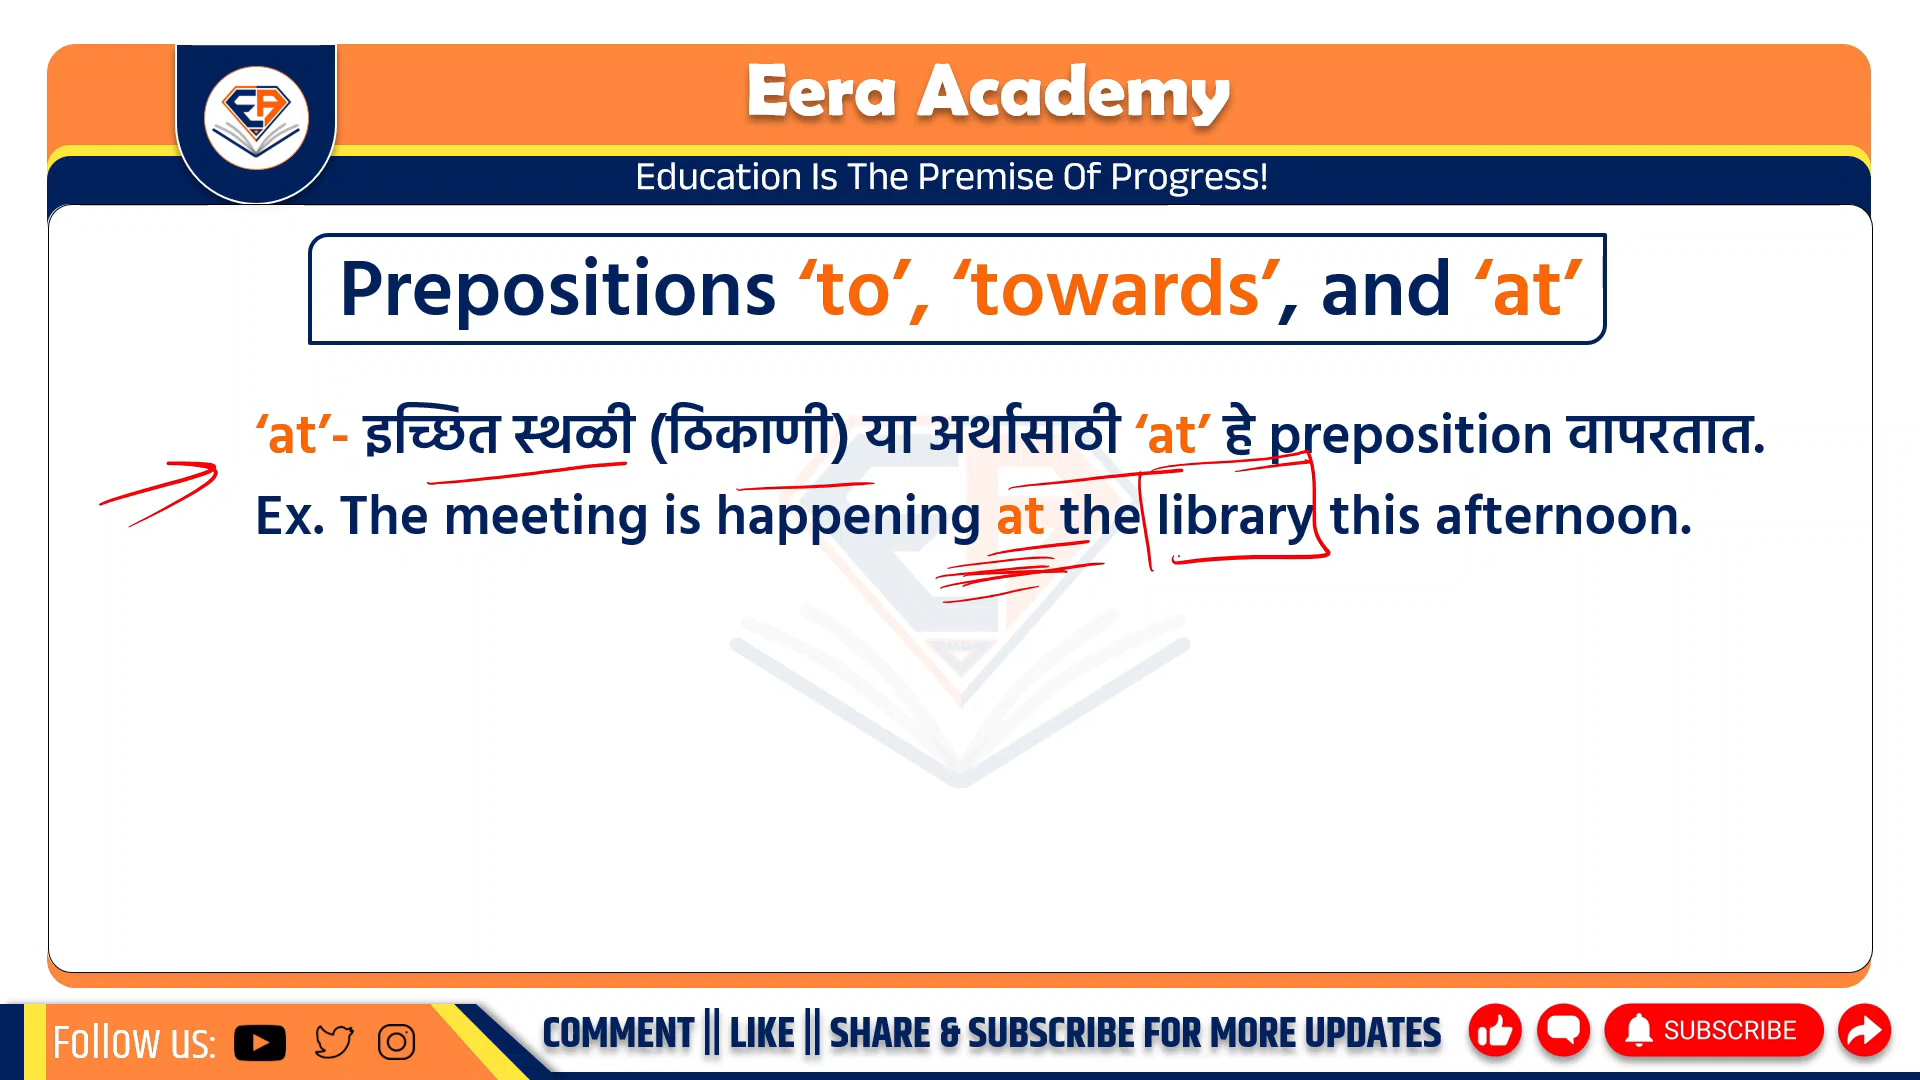 Eera Academy
Education Is The Premise Of Progress!
Prepositions ‘to’, ‘towards’, and ‘at’
‘at’- इच्छित स्थळी (ठिकाणी) या अर्थासाठी ‘at’ हे preposition वापरतात.
Ex. The meeting is happening at the library this afternoon.
Follow us:
COMMENT || LIKE || SHARE & SUBSCRIBE FOR MORE UPDATES
SUBSCRIBE